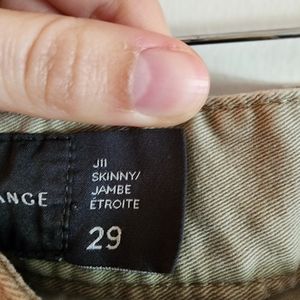 ANGE
J11
SKINNY/
JAMBE
ÉTROITE
29